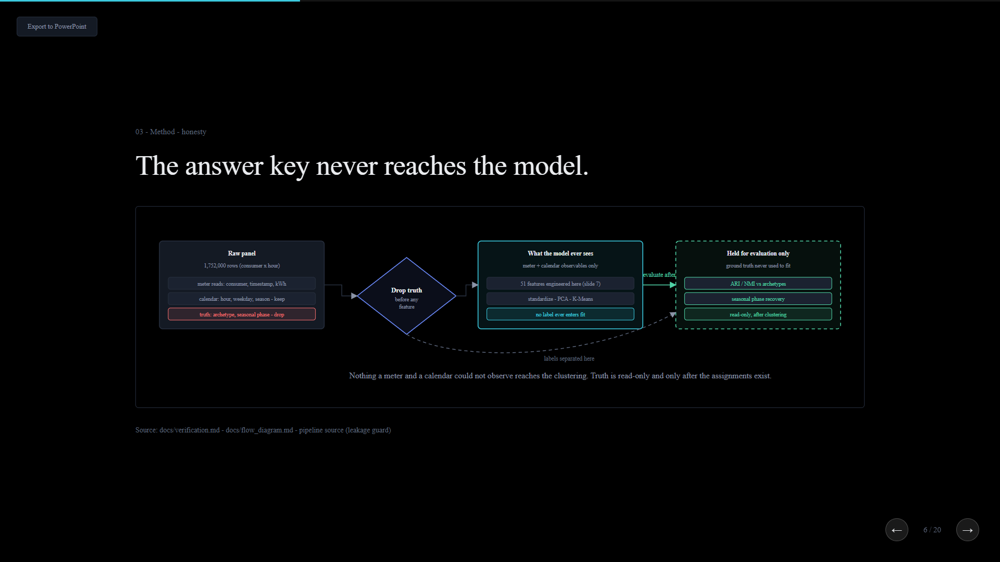 Export to PowerPoint
03 - Method - honesty
The answer key never reaches the model.
Raw panel
1,752,000 rows (consumer x hour)
meter reads: consumer, timestamp, kWh
calendar: hour, weekday, season - keep
truth: archetype, seasonal phase - drop
Drop truth
before any
feature
What the model ever sees
meter + calendar observables only
51 features engineered here (slide 7)
standardize - PCA - K-Means
no label ever enters fit
evaluate after
Held for evaluation only
ground truth never used to fit
ARI / NMI vs archetypes
seasonal phase recovery
read-only, after clustering
labels separated here
Nothing a meter and a calendar could not observe reaches the clustering. Truth is read-only and only after the assignments exist.
Source: docs/verification.md - docs/flow_diagram.md - pipeline source (leakage guard)
← 6 / 20 →